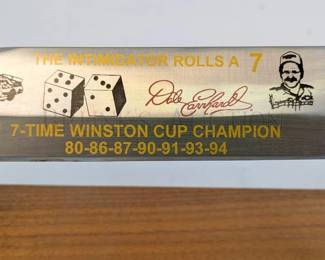 THE INTIMIDATOR ROLLS A 7
Dale Earnhardt
7-TIME WINSTON CUP CHAMPION
80-86-87-90-91-93-94